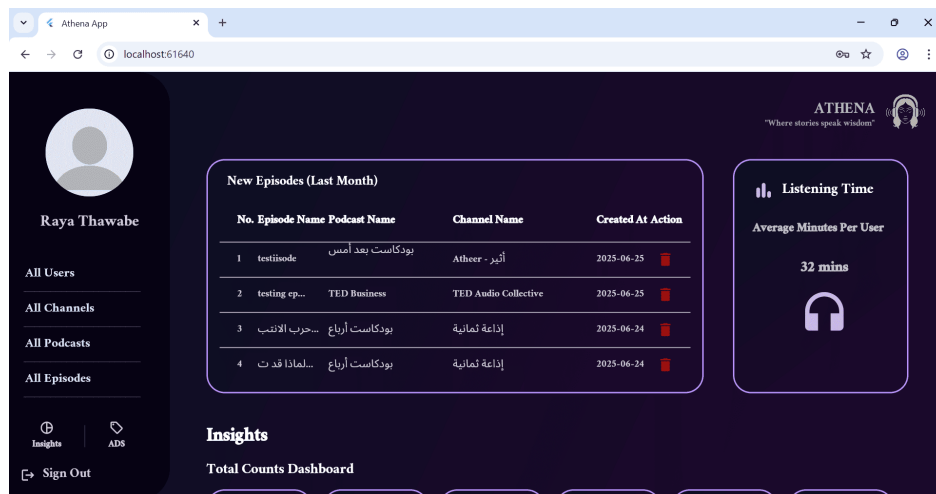 Athena App
localhost:61640
ATHENA
"Where stories speak wisdom"
Raya Thawabe
All Users
All Channels
All Podcasts
All Episodes
Insights
ADS
Sign Out
New Episodes (Last Month)
No. Episode Name Podcast Name Channel Name Created At Action
1 testiisode بودكاست بعد أمس Atheer - أثير 2025-06-25
2 testing ep... TED Business TED Audio Collective 2025-06-25
3 حرب الانتب... بودكاست أرباع إذاعة ثمانية 2025-06-24
4 لماذا قد ت... بودكاست أرباع إذاعة ثمانية 2025-06-24
Listening Time
Average Minutes Per User
32 mins
Insights
Total Counts Dashboard